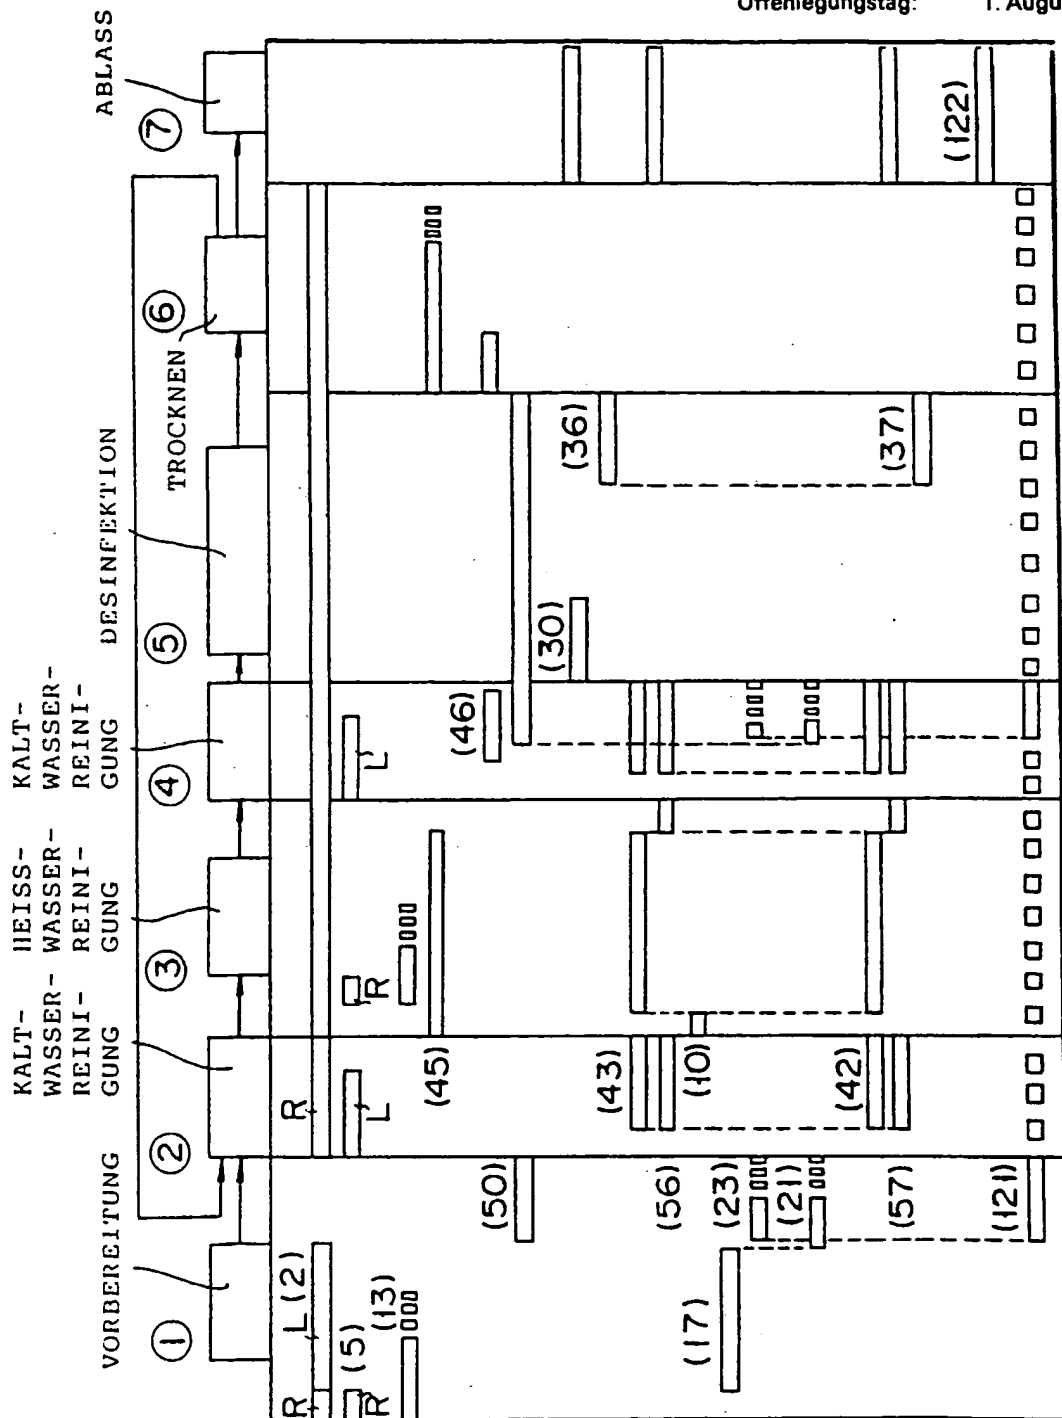 Offenlegungstag: 1. Augu
ABLASS
7
6
TROCKNEN
DESINFEKTION
5
KALT-
WASSER-
REINI-
GUNG
4
HEISS-
WASSER-
REINI-
GUNG
3
KALT-
WASSER-
REINI-
GUNG
2
VORBEREITUNG
1
R
L
(2)
R
L
R
(5)
R
L
R
(13)
(45)
(46)
(50)
(30)
(36)
(43)
(56)
(10)
(17)
(23)
(21)
(42)
(57)
(37)
(122)
(121)